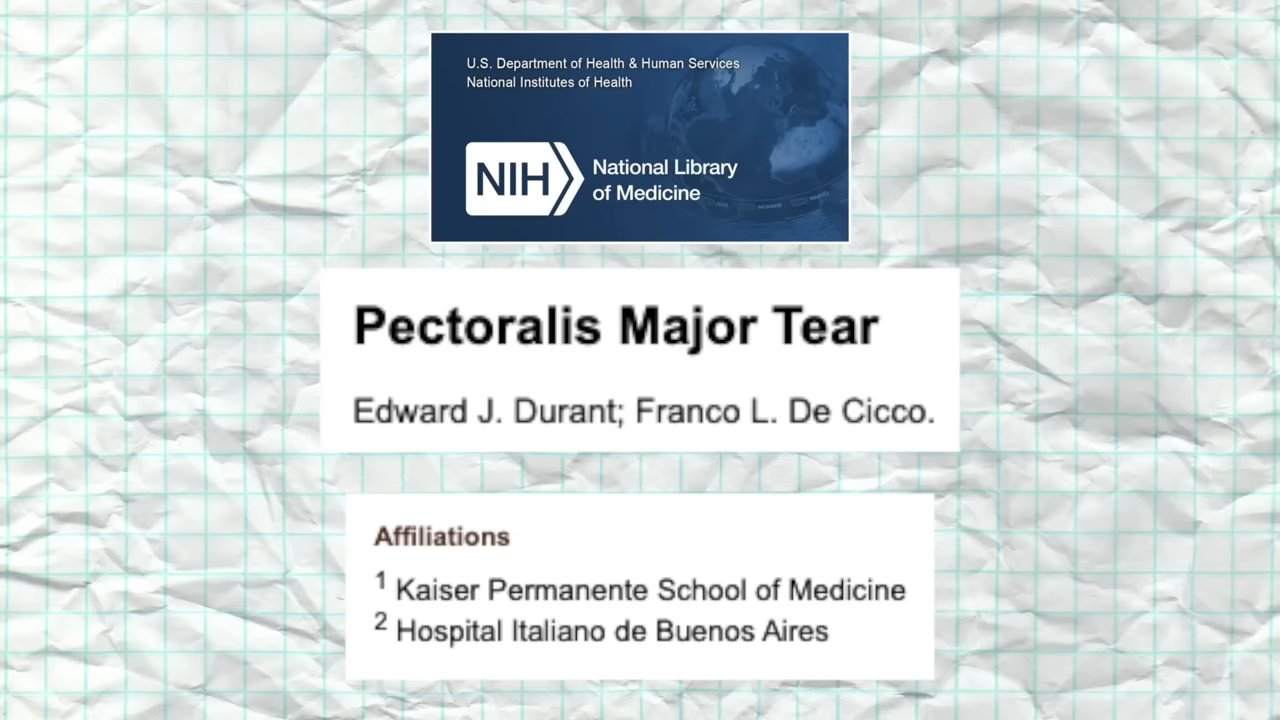 U.S. Department of Health & Human Services
National Institutes of Health
NIH
National Library
of Medicine
Pectoralis Major Tear
Edward J. Durant; Franco L. De Cicco.
Affiliations
1 Kaiser Permanente School of Medicine
2 Hospital Italiano de Buenos Aires